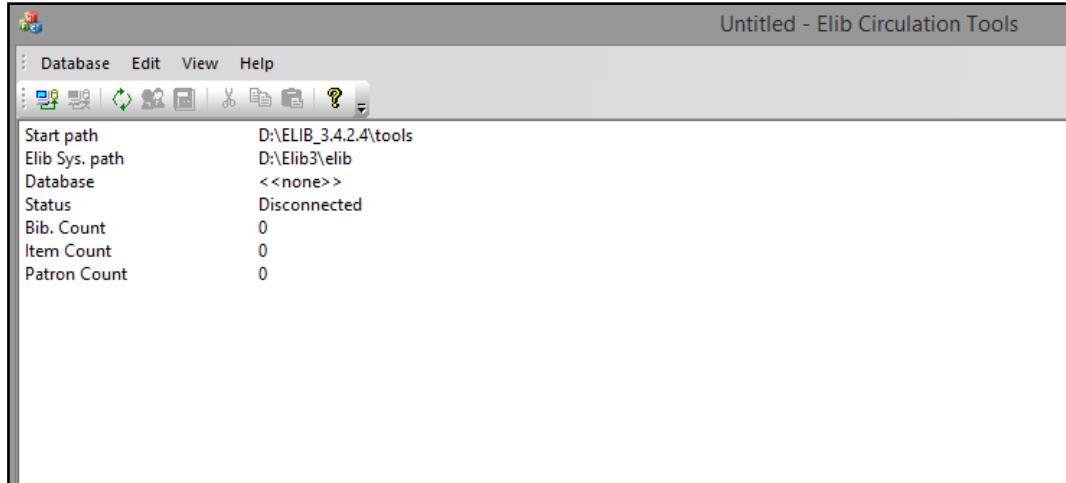 Untitled - Elib Circulation Tools
Database Edit View Help
Start path D:\ELIB_3.4.2.4\tools
Elib Sys. path D:\Elib3\elib
Database <<none>>
Status Disconnected
Bib. Count 0
Item Count 0
Patron Count 0